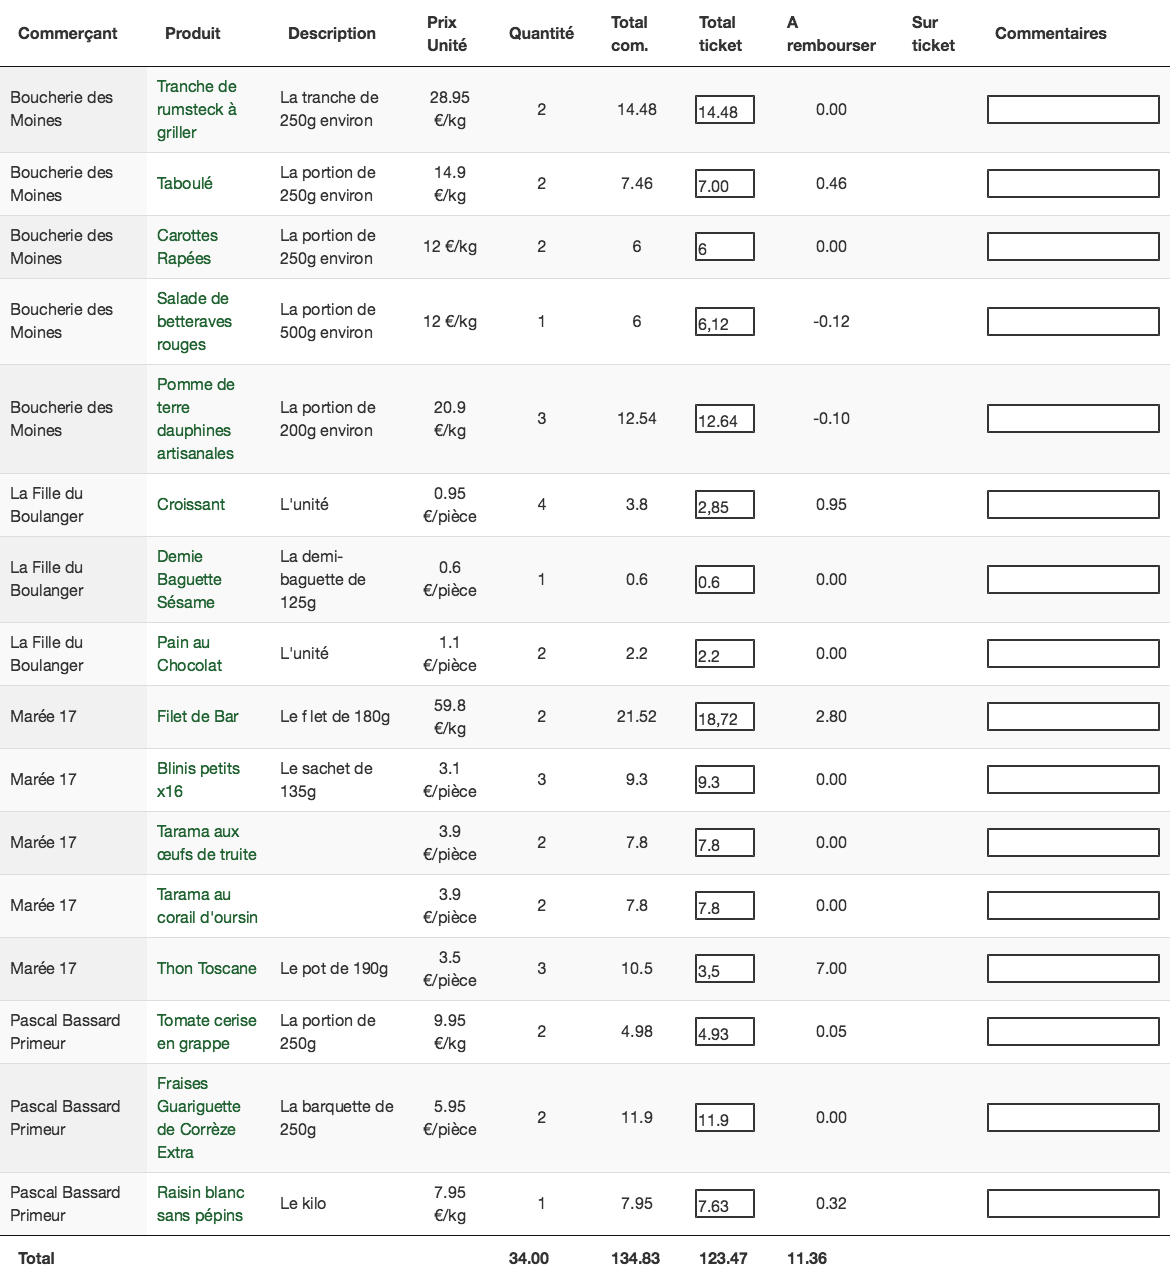 Commerçant Produit Description Prix Unité Quantité Total com. Total ticket A rembourser Sur ticket Commentaires
Boucherie des Moines Tranche de rumsteck à griller La tranche de 250g environ 28.95 €/kg 2 14.48 14.48 0.00
Boucherie des Moines Taboulé La portion de 250g environ 14.9 €/kg 2 7.46 7.00 0.46
Boucherie des Moines Carottes Rapées La portion de 250g environ 12 €/kg 2 6 6 0.00
Boucherie des Moines Salade de betteraves rouges La portion de 500g environ 12 €/kg 1 6 6,12 -0.12
Boucherie des Moines Pomme de terre dauphines artisanales La portion de 200g environ 20.9 €/kg 3 12.54 12.64 -0.10
La Fille du Boulanger Croissant L'unité 0.95 €/pièce 4 3.8 2,85 0.95
La Fille du Boulanger Demie Baguette Sésame La demi-baguette de 125g 0.6 €/pièce 1 0.6 0.6 0.00
La Fille du Boulanger Pain au Chocolat L'unité 1.1 €/pièce 2 2.2 2.2 0.00
Marée 17 Filet de Bar Le f let de 180g 59.8 €/kg 2 21.52 18,72 2.80
Marée 17 Blinis petits x16 Le sachet de 135g 3.1 €/pièce 3 9.3 9.3 0.00
Marée 17 Tarama aux œufs de truite 3.9 €/pièce 2 7.8 7.8 0.00
Marée 17 Tarama au corail d'oursin 3.9 €/pièce 2 7.8 7.8 0.00
Marée 17 Thon Toscane Le pot de 190g 3.5 €/pièce 3 10.5 3,5 7.00
Pascal Bassard Primeur Tomate cerise en grappe La portion de 250g 9.95 €/kg 2 4.98 4.93 0.05
Pascal Bassard Primeur Fraises Guariguette de Corrèze Extra La barquette de 250g 5.95 €/pièce 2 11.9 11.9 0.00
Pascal Bassard Primeur Raisin blanc sans pépins Le kilo 7.95 €/kg 1 7.95 7.63 0.32
Total 34.00 134.83 123.47 11.36